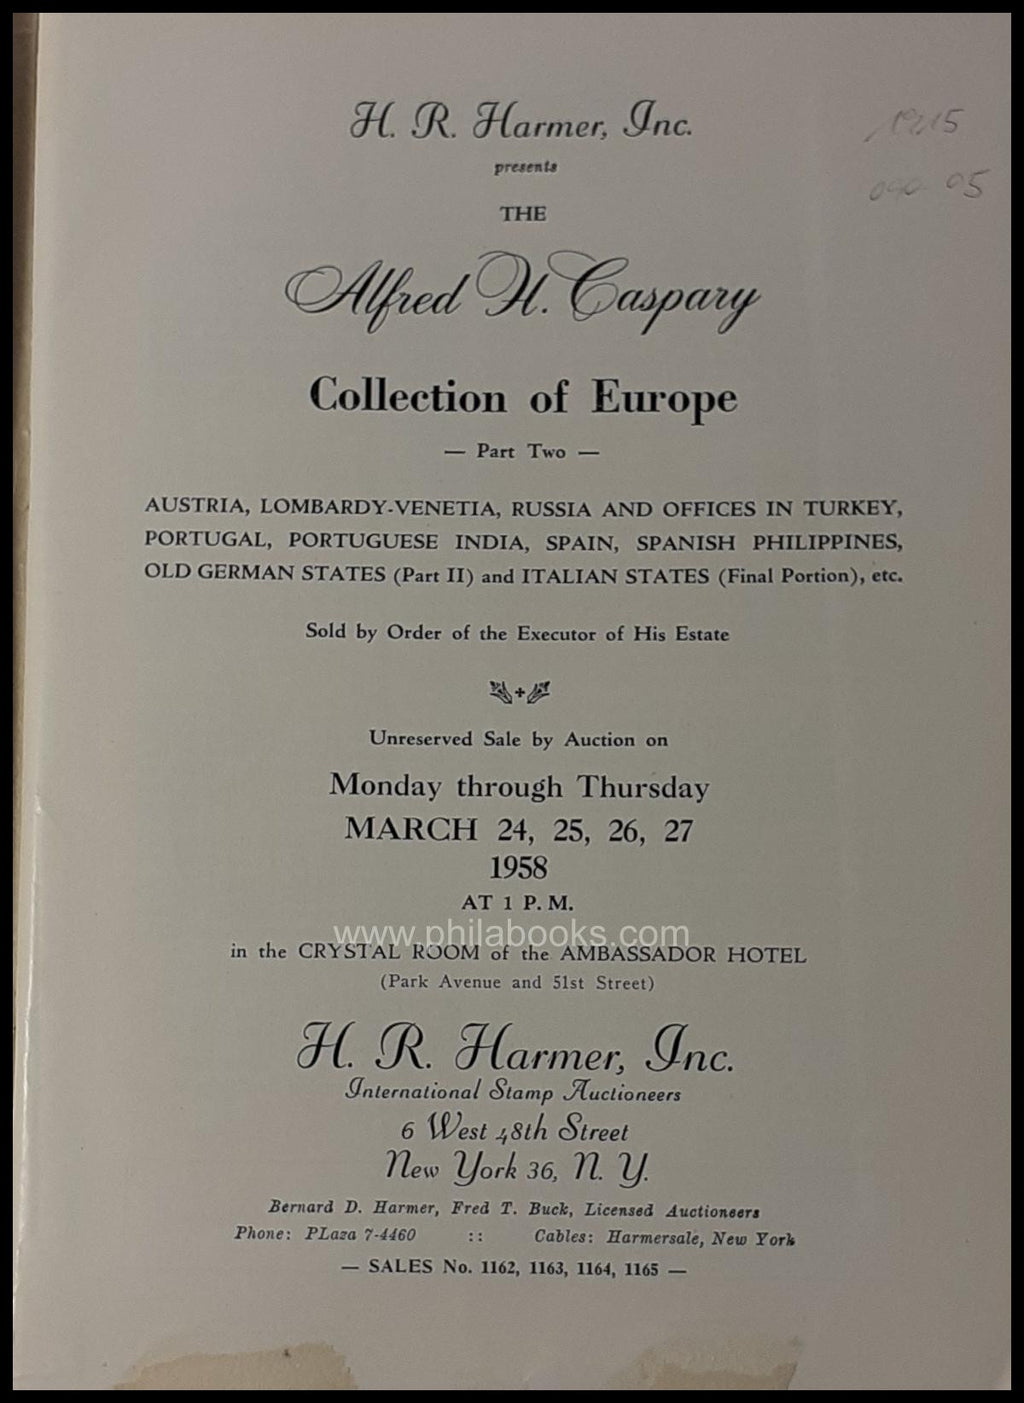 H. R. Harmer, Inc.
presents
THE
Alfred H. Caspary
Collection of Europe
— Part Two —
AUSTRIA, LOMBARDY-VENETIA, RUSSIA AND OFFICES IN TURKEY,
PORTUGAL, PORTUGUESE INDIA, SPAIN, SPANISH PHILIPPINES,
OLD GERMAN STATES (Part II) and ITALIAN STATES (Final Portion), etc.
Sold by Order of the Executor of His Estate
Unreserved Sale by Auction on
Monday through Thursday
MARCH 24, 25, 26, 27
1958
AT 1 P. M.
www.philabooks.com
in the CRYSTAL ROOM of the AMBASSADOR HOTEL
(Park Avenue and 51st Street)
H. R. Harmer, Inc.
International Stamp Auctioneers
6 West 48th Street
New York 36, N. Y.
Bernard D. Harmer, Fred T. Buck, Licensed Auctioneers
Phone: PLaza 7-4460 :: Cables: Harmersale, New York
— SALES No. 1162, 1163, 1164, 1165 —